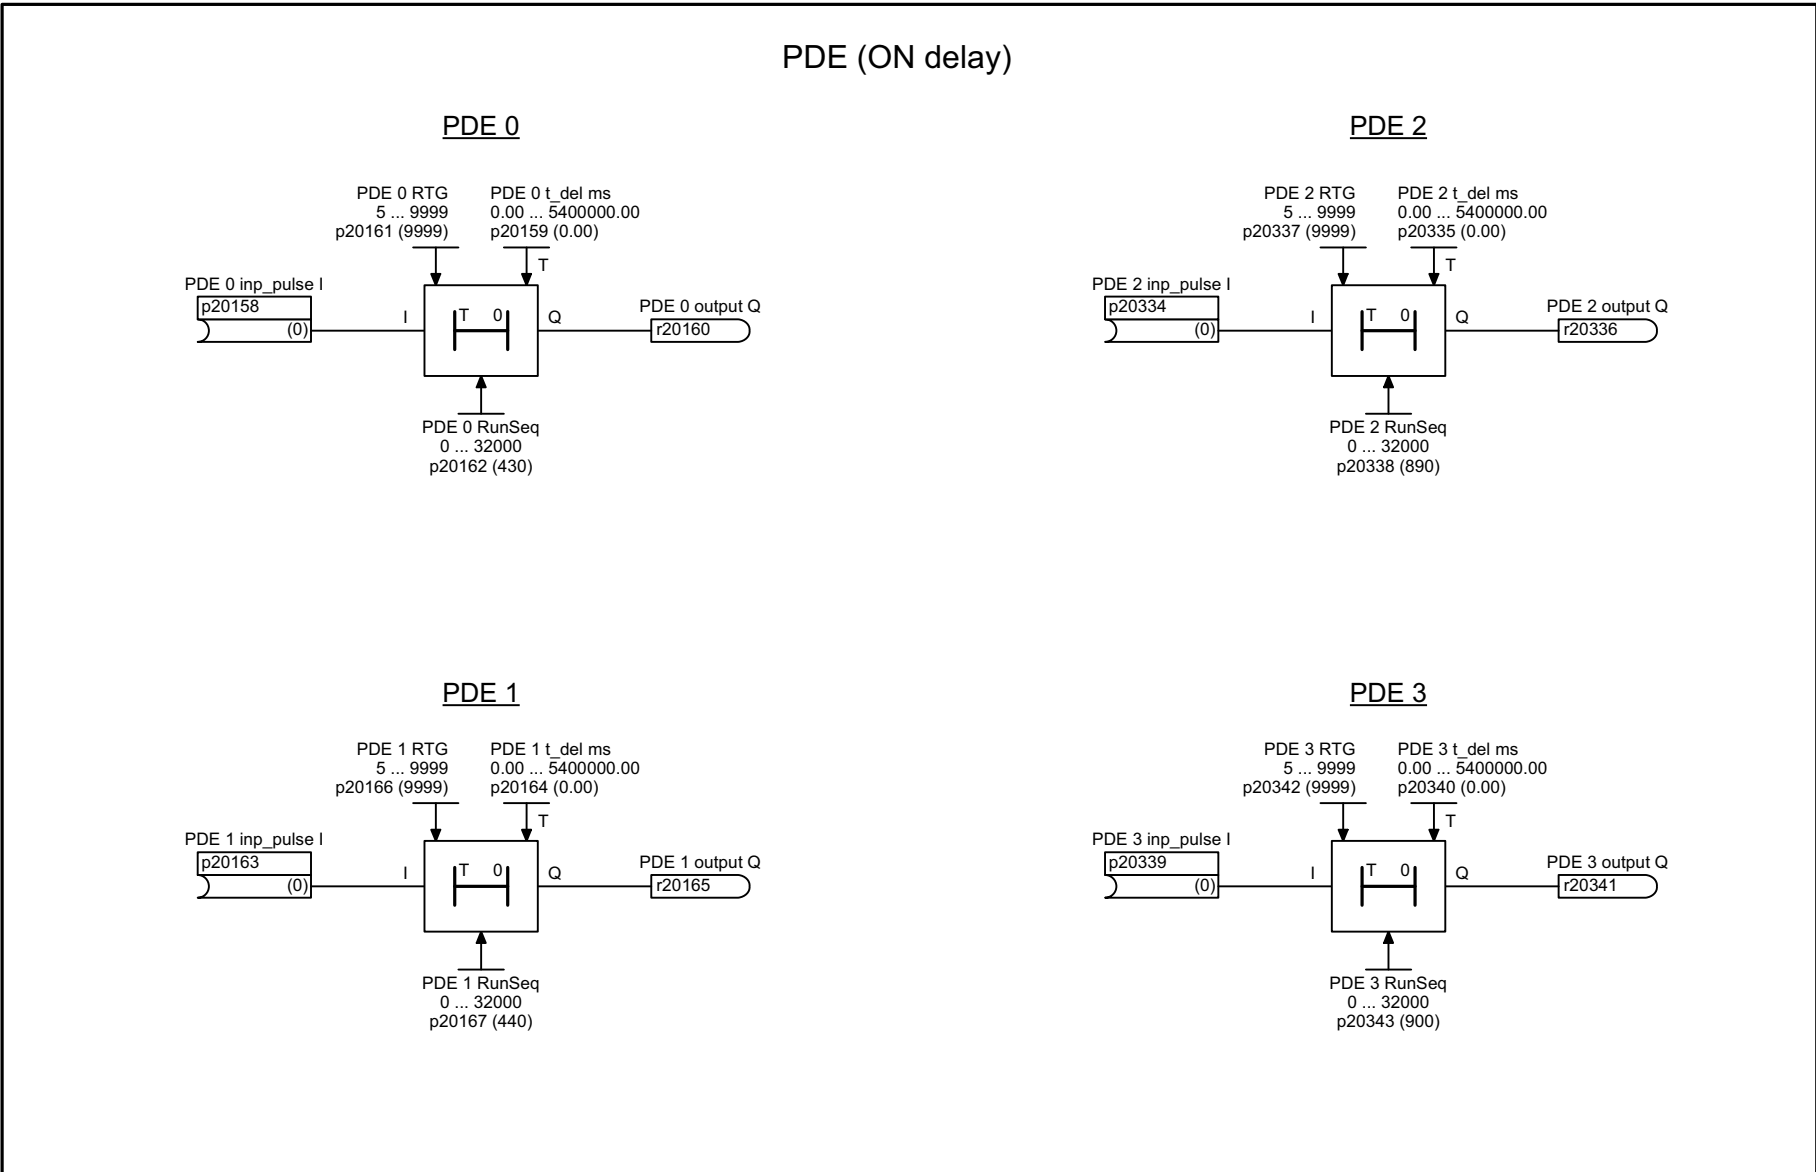 PDE (ON delay)
PDE 0
PDE 0 RTG
5 ... 9999
p20161 (9999)
PDE 0 t_del ms
0.00 ... 5400000.00
p20159 (0.00)
T
PDE 0 inp_pulse I
p20158
(0)
I
T 0
Q
PDE 0 output Q
r20160
PDE 0 RunSeq
0 ... 32000
p20162 (430)
PDE 2
PDE 2 RTG
5 ... 9999
p20337 (9999)
PDE 2 t_del ms
0.00 ... 5400000.00
p20335 (0.00)
T
PDE 2 inp_pulse I
p20334
(0)
I
T 0
Q
PDE 2 output Q
r20336
PDE 2 RunSeq
0 ... 32000
p20338 (890)
PDE 1
PDE 1 RTG
5 ... 9999
p20166 (9999)
PDE 1 t_del ms
0.00 ... 5400000.00
p20164 (0.00)
T
PDE 1 inp_pulse I
p20163
(0)
I
T 0
Q
PDE 1 output Q
r20165
PDE 1 RunSeq
0 ... 32000
p20167 (440)
PDE 3
PDE 3 RTG
5 ... 9999
p20342 (9999)
PDE 3 t_del ms
0.00 ... 5400000.00
p20340 (0.00)
T
PDE 3 inp_pulse I
p20339
(0)
I
T 0
Q
PDE 3 output Q
r20341
PDE 3 RunSeq
0 ... 32000
p20343 (900)